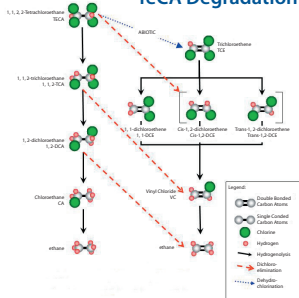 TeCA Degradation
1, 1, 2, 2-Tetrachloroethane
TECA
ABIOTIC
Trichloroethane
TCE
1, 1, 2-trichloroethane
1, 1, 2-TCA
1, 1-dichloroethene
1, 1-DCE
Cis-1, 2-dichloroethene
Cis-1,2-DCE
Trans-1, 2-dichloroethene
Trans-1,2-DCE
1, 2-dichloroethane
1, 2-DCA
Chloroethane
CA
Vinyl Chloride
VC
ethane
ethane
Legend:
Double Bonded
Carbon Atoms
Single Conded
Carbon Atoms
Chlorine
Hydrogen
Hydrogenolysis
Dichloro-
elimination
Dehydro-
chlorination